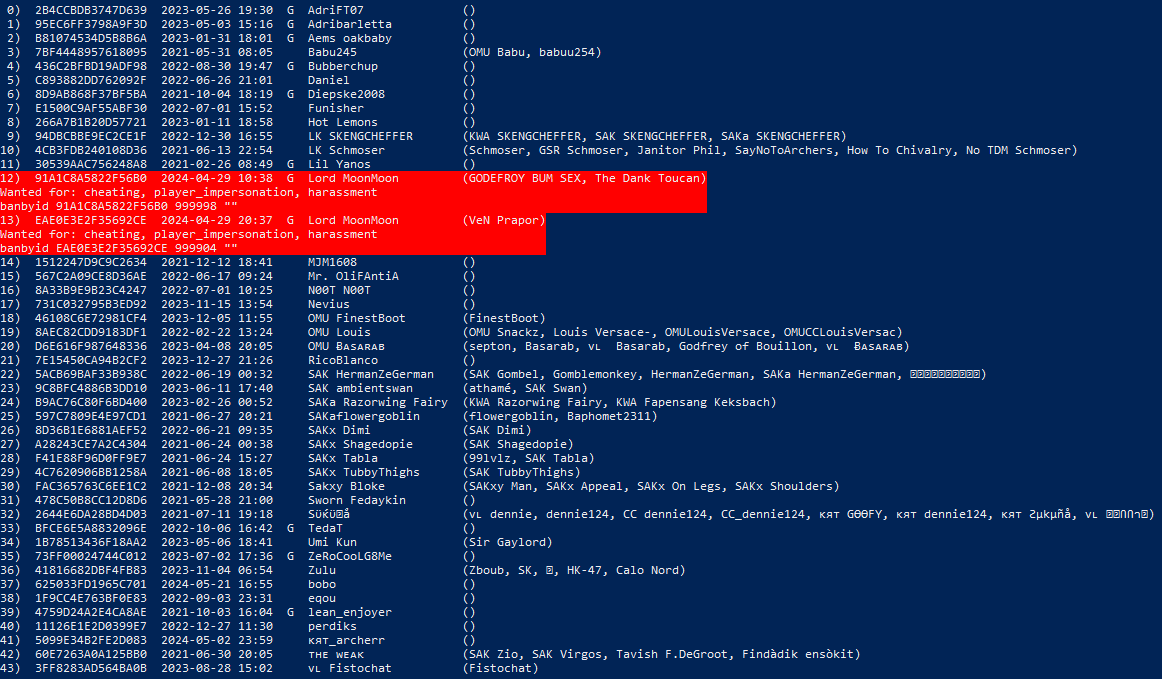 0) 2B4CCBDB3747D639 2023-05-26 19:30 G AdriFT07 ()
1) 95EC6FF3798A9F3D 2023-05-03 15:16 G Adribarletta ()
2) B81074534D5B8B6A 2023-01-31 18:01 G Aems oakbaby ()
3) 7BF4448957618095 2021-05-31 08:05 Babu245 (OMU Babu, babuu254)
4) 436C2BFBD19ADF98 2022-08-30 19:47 G Bubberchup ()
5) C893882DD762092F 2022-06-26 21:01 Daniel ()
6) 8D9AB868F37BF5BA 2021-10-04 18:19 G Diepske2008 ()
7) E1500C9AF55ABF30 2022-07-01 15:52 Funisher ()
8) 266A7B1B20D57721 2023-01-11 18:58 Hot Lemons ()
9) 94DBCBBE9EC2CE1F 2022-12-30 16:55 LK SKENGCHEFFER (KWA SKENGCHEFFER, SAK SKENGCHEFFER, SAKa SKENGCHEFFER)
10) 4CB3FDB240108D36 2021-06-13 22:54 LK Schmoser (Schmoser, GSR Schmoser, Janitor Phil, SayNoToArchers, How To Chivalry, No TDM Schmoser)
11) 30539AAC756248A8 2021-02-26 08:49 G Lil Yanos ()
12) 91A1C8A5822F56B0 2024-04-29 10:38 G Lord MoonMoon (GODEFROY BUM SEX, The Dank Toucan)
Wanted for: cheating, player_impersonation, harassment
banbyid 91A1C8A5822F56B0 999998 ""
13) EAE0E3E2F35692CE 2024-04-29 20:37 G Lord MoonMoon (VeN Prapor)
Wanted for: cheating, player_impersonation, harassment
banbyid EAE0E3E2F35692CE 999904 ""
14) 1512247D9C9C2634 2021-12-12 18:41 MJM1608 ()
15) 567C2A09CE8D36AE 2022-06-17 09:24 Mr. OliFAntiA ()
16) 8A33B9E9B23C4247 2022-07-01 10:25 N00T N00T ()
17) 731C032795B3ED92 2023-11-15 13:54 Nevius ()
18) 46108C6E72981CF4 2023-12-05 11:55 OMU FinestBoot (FinestBoot)
19) 8AEC82CDD9183DF1 2022-02-22 13:24 OMU Louis (OMU Snackz, Louis Versace-, OMULouisVersace, OMUCCLouisVersac)
20) D6E616F987648336 2023-04-08 20:05 OMU Ƀᴀsᴀʀᴀʙ (septon, Basarab, ᴠʟ Basarab, Godfrey of Bouillon, ᴠʟ Ƀᴀsᴀʀᴀʙ)
21) 7E15450CA94B2CF2 2023-12-27 21:26 RicoBlanco ()
22) 5ACB69BAF33B938C 2022-06-19 00:32 SAK HermanZeGerman (SAK Gombel, Gomblemonkey, HermanZeGerman, SAKa HermanZeGerman, )
23) 9C8BFC4886B3DD10 2023-06-11 17:40 SAK ambientswan (athamé, SAK Swan)
24) B9AC76C80F6BD400 2023-02-26 00:52 SAKa Razorwing Fairy (KWA Razorwing Fairy, KWA Fapensang Keksbach)
25) 597C7809E4E97CD1 2021-06-27 20:21 SAKaflowergoblin (flowergoblin, Baphomet2311)
26) 8D36B1E6881AEF52 2022-06-21 09:35 SAKx Dimi (SAK Dimi)
27) A28243CE7A2C4304 2021-06-24 00:38 SAKx Shagedopie (SAK Shagedopie)
28) F41E88F96D0FF9E7 2021-06-24 15:27 SAKx Tabla (99lvlz, SAK Tabla)
29) 4C7620906BB1258A 2023-06-08 18:05 SAKx TubbyThighs (SAK TubbyThighs)
30) FAC365763C6EE1C2 2021-12-08 20:34 Sakxy Bloke (SAKxy Man, SAKx Appeal, SAKx On Legs, SAKx Shoulders)
31) 478C50B8CC12D8D6 2021-05-28 21:00 Sworn Fedaykin ()
32) 2644E6DA28BD4D03 2021-07-11 19:18 (ᴠʟ dennie, dennie124, CC dennie124, CC_dennie124, ᴋʀᴛ GѲѲFY, ᴋʀᴛ dennie124, ᴋʀᴛ Ƨμkμñå, ᴠʟ )
33) BFCE6E5A8832096E 2022-10-06 16:42 G TedaT ()
34) 1B78513436F18AA2 2023-05-06 18:41 Umi Kun (Sir Gaylord)
35) 73FF00024744C012 2023-07-02 17:36 G ZeRoCooLG8Me ()
36) 41816682DBF4FB83 2023-11-04 06:54 Zulu (Zboub, SK, , HK-47, Calo Nord)
37) 625033FD1965C701 2024-05-21 16:55 bobo ()
38) 1F9CC4E763BF0E83 2022-09-03 23:31 eqou ()
39) 4759D24A2E4CA8AE 2021-10-03 16:04 G lean_enjoyer ()
40) 11126E1E2D0399E7 2022-12-27 11:30 perdiks ()
41) 5099E34B2FE2D083 2024-05-02 23:59 ᴋʀᴛ_archerr ()
42) 60E7263A0A125BB0 2021-06-30 20:05 ᴛʜᴇ ᴡᴇᴀᴋ (SAK Zio, SAK Virgos, Tavish F.DeGroot, Findàdik ensòkit)
43) 3FF8283AD564BA0B 2023-08-28 15:02 ᴠʟ Fistochat (Fistochat)